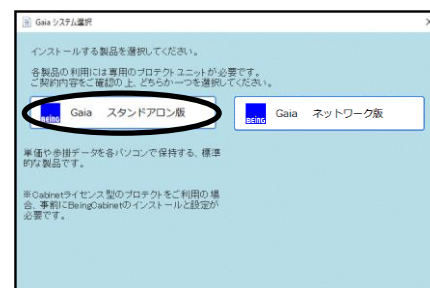 Gaia システム選択
インストールする製品を選択してください。
各製品の利用には専用のプロテクトユニットが必要です。
ご契約内容をご確認の上、どちらか一つを選択してください。
BEING Gaia スタンドアロン版
BEING Gaia ネットワーク版
単価や歩掛データを各パソコンで保持する、標準
的な製品です。
※Cabinetライセンス型のプロテクトをご利用の場
合、事前にBeingCabinetのインストールと設定が
必要です。